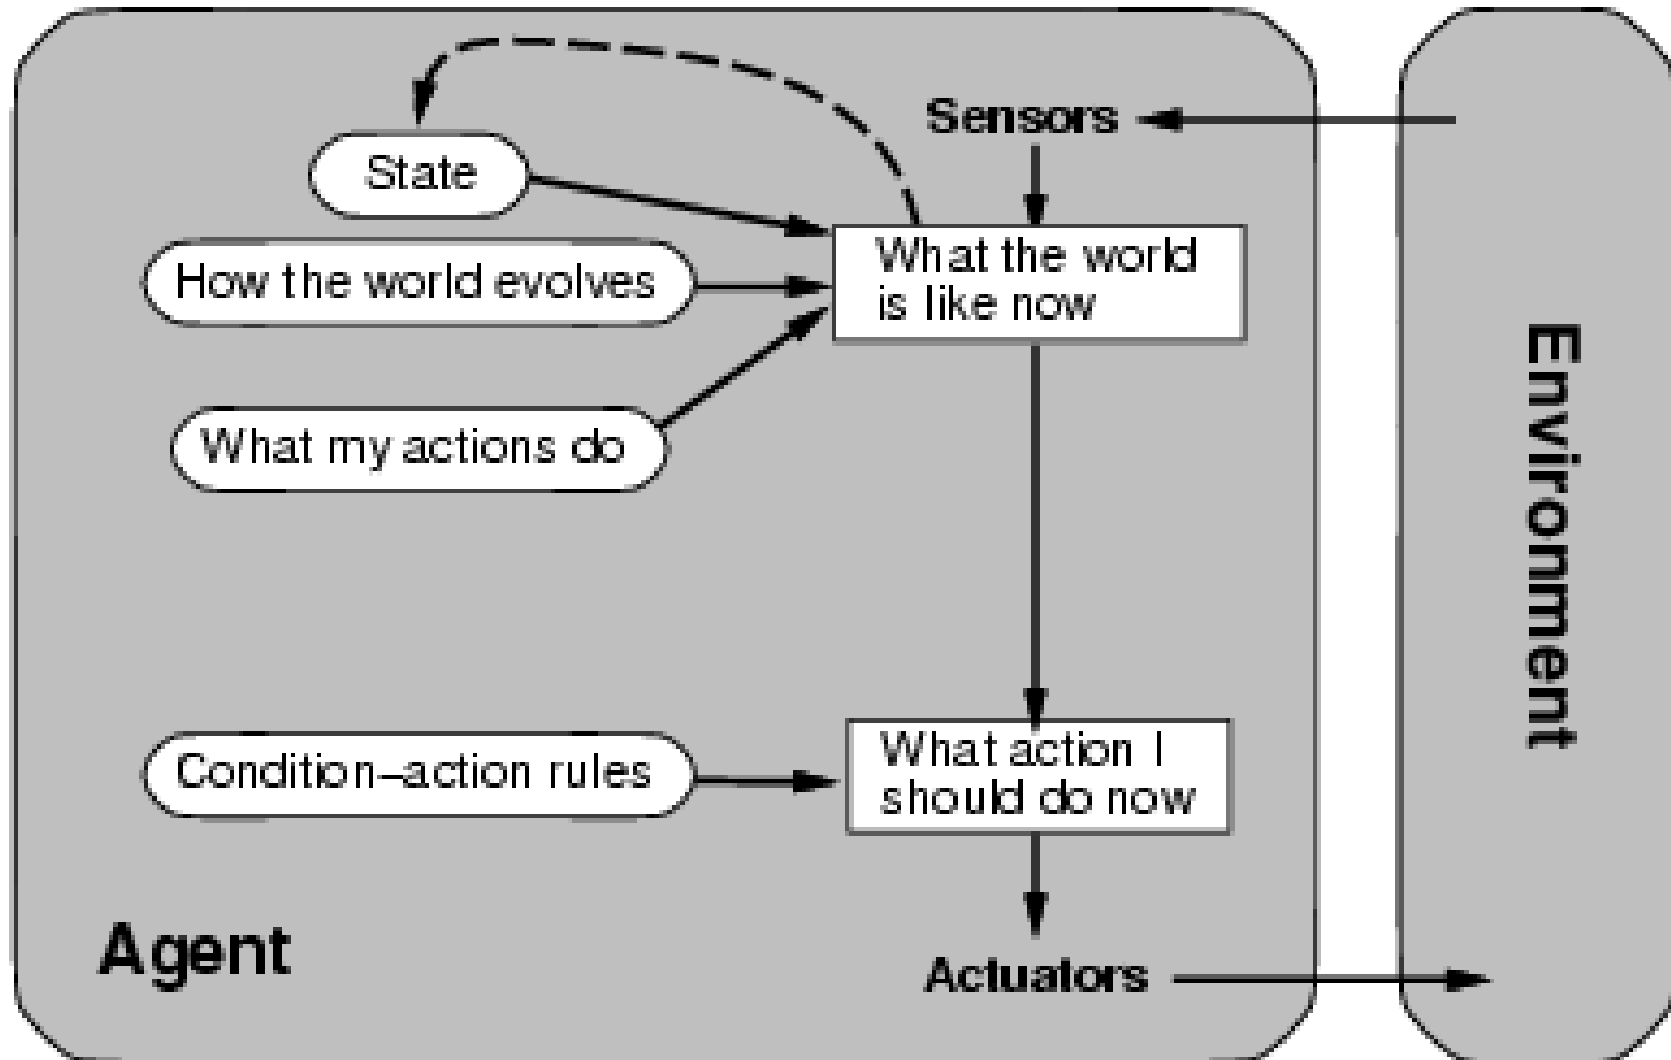 Sensors
State
What the world
is like now
How the world evolves
What my actions do
Environment
Condition–action rules
What action I
should do now
Agent
Actuators